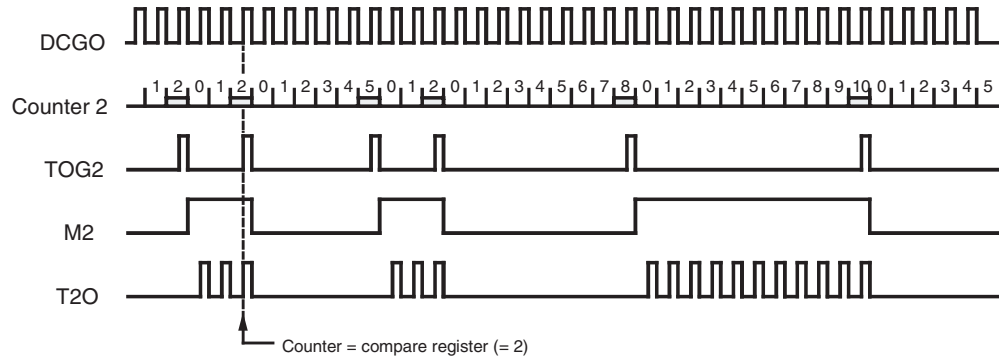 DCGO
Counter 2 1 2 0 1 2 0 1 2 3 4 5 0 1 2 0 1 2 3 4 5 6 7 8 0 1 2 3 4 5 6 7 8 9 10 0 1 2 3 4 5
TOG2
M2
T2O
Counter = compare register (= 2)